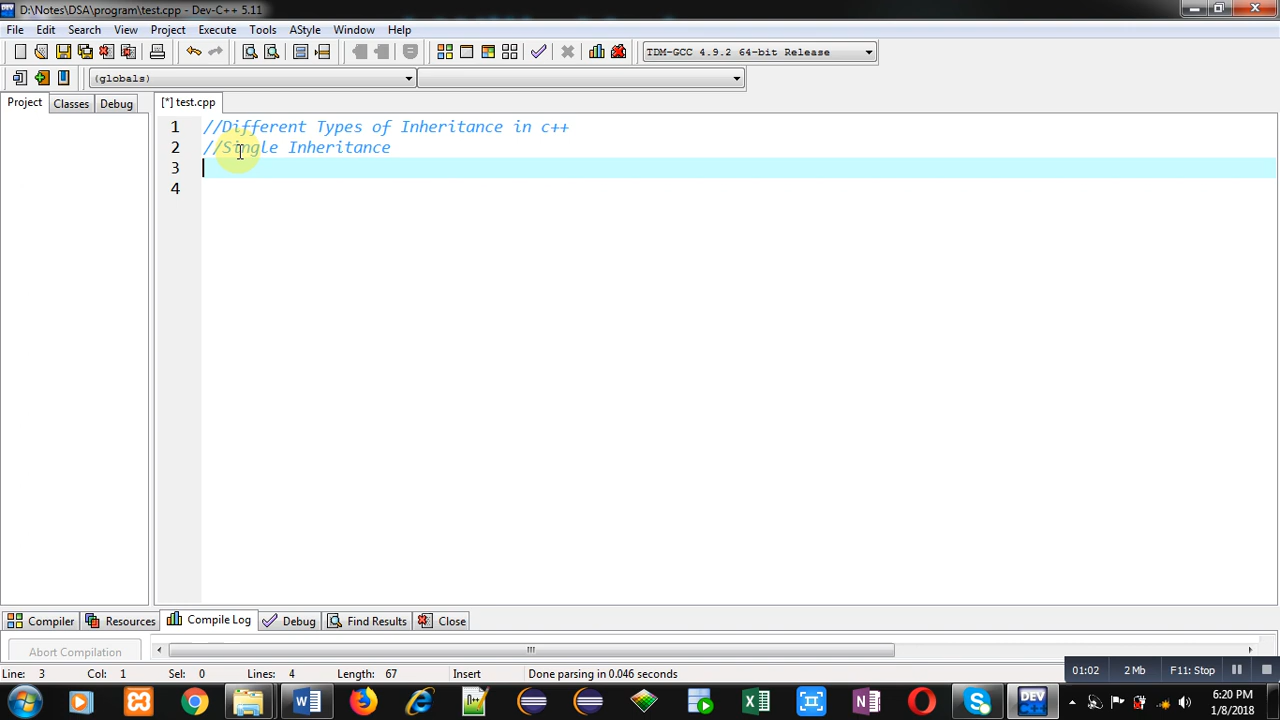 D:\Notes\DSA\program\test.cpp - Dev-C++ 5.11
File Edit Search View Project Execute Tools AStyle Window Help
TDM-GCC 4.9.2 64-bit Release
(globals)
Project Classes Debug [*] test.cpp
1 //Different Types of Inheritance in c++
2 //Single Inheritance
3
4
Compiler Resources Compile Log Debug Find Results Close
Abort Compilation
Line: 3 Col: 1 Sel: 0 Lines: 4 Length: 67 Insert Done parsing in 0.046 seconds
01:02 2 Mb F11: Stop
DEV
6:20 PM
1/8/2018